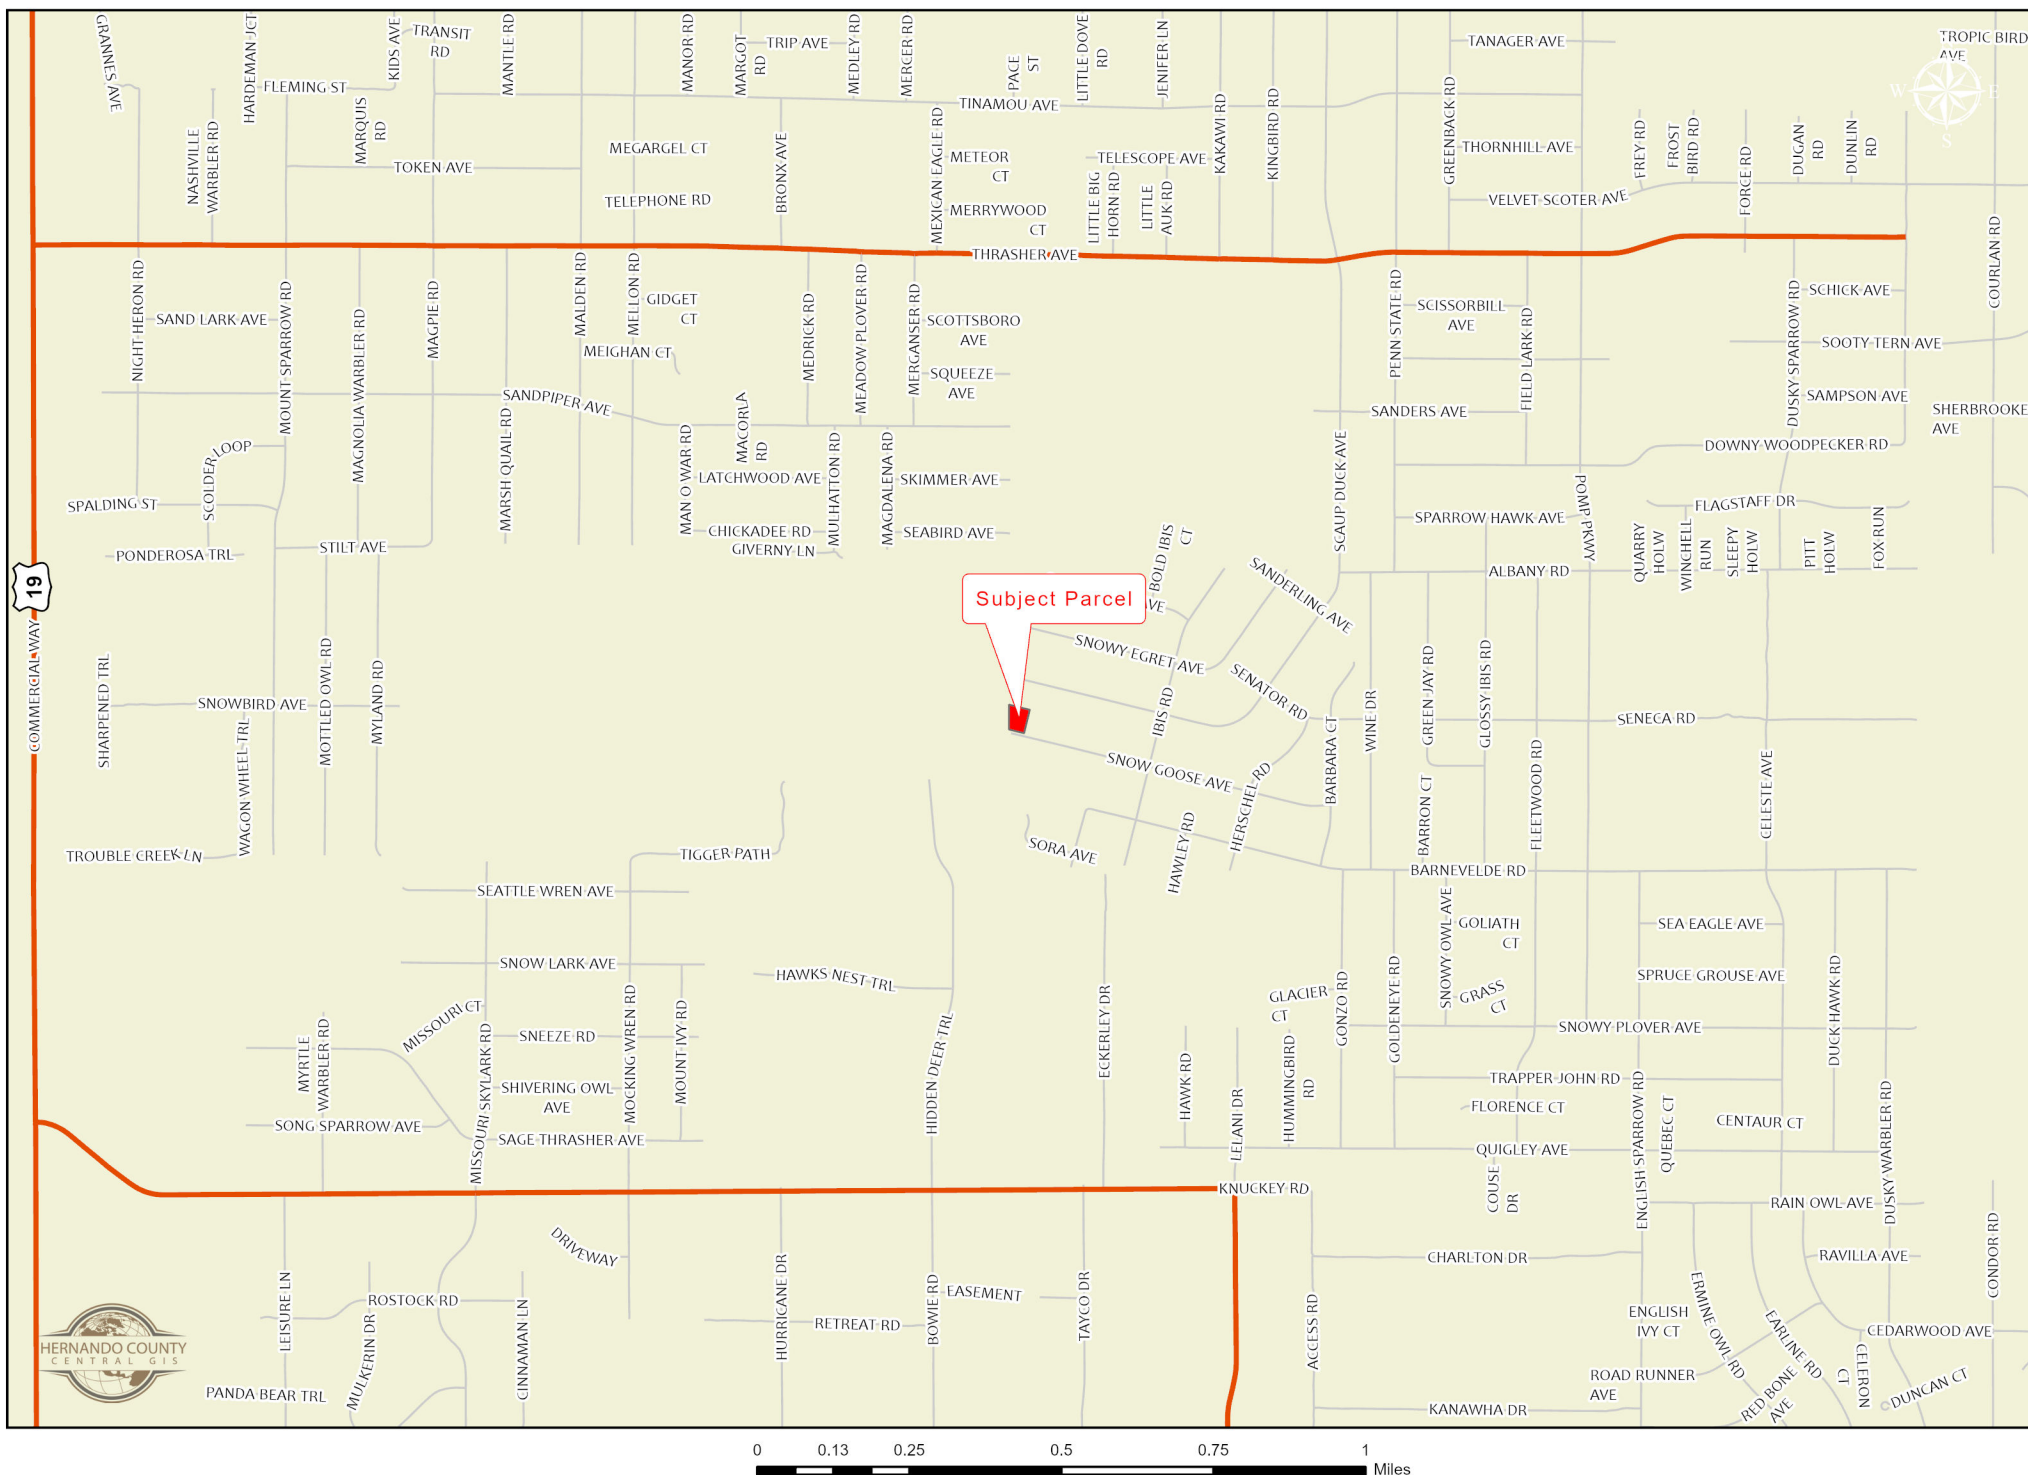 GRANNES AVE
HARDEMAN JCT
KIDS AVE
TRANSIT
RD
MANTLE RD
MANOR RD
MARGOT
RD
TRIP AVE
MEDLEY RD
MERCER RD
PACE
ST
LITTLE DOVE
RD
JENIFER LN
TANAGER AVE
TROPIC BIRD
AVE
W
E
S
FLEMING ST
TINAMOU AVE
NASHVILLE
WARBLER RD
MARQUIS
RD
TOKEN AVE
MEGARGEL CT
TELEPHONE RD
BRONX AVE
MEXICAN EAGLE RD
METEOR
CT
MERRYWOOD
CT
TELESCOPE AVE
LITTLE BIG
HORN RD
LITTLE
AUK RD
KAKAWI RD
KINGBIRD RD
GREENBACK RD
THORNHILL AVE
VELVET SCOTER AVE
FREY RD
FROST
BIRD RD
FORCE RD
DUGAN
RD
DUNLIN
RD
COURLAN RD
THRASHER AVE
NIGHT HERON RD
SAND LARK AVE
MOUNT SPARROW RD
MAGNOLIA WARBLER RD
MAGPIE RD
MALDEN RD
MELLON RD
GIDGET
CT
MEIGHAN CT
MEDRICK RD
MEADOW PLOVER RD
MERGANSER RD
SCOTTSBORO
AVE
SQUEEZE
AVE
PENN STATE RD
SCISSORBILL
AVE
FIELD LARK RD
SANDERS AVE
DUSKY SPARROW RD
SCHICK AVE
SOOTY TERN AVE
SAMPSON AVE
SHERBROOKE
AVE
DOWNY WOODPECKER RD
SANDPIPER AVE
MARSH QUAIL RD
SCOLDER LOOP
SPALDING ST
PONDEROSA TRL
STILT AVE
MAN O WAR RD
MACORLA
RD
LATCHWOOD AVE
CHICKADEE RD
GIVERNY LN
MULHATTON RD
MAGDALENA RD
SKIMMER AVE
SEABIRD AVE
SCAUP DUCK AVE
SPARROW HAWK AVE
POMP PKWY
FLAGSTAFF DR
QUARRY
HOLW
WINCHELL
RUN
SLEEPY
HOLW
PITT
HOLW
FOX RUN
ALBANY RD
19
COMMERCIAL WAY
Subject Parcel
VE
BOLD IBIS
CT
SANDERLING AVE
SNOWY EGRET AVE
SENATOR RD
IBIS RD
SNOW GOOSE AVE
HERSCHEL RD
BARBARA CT
WINE DR
GREEN JAY RD
GLOSSY IBIS RD
SENECA RD
SHARPENED TRL
SNOWBIRD AVE
WAGON WHEEL TRL
MOTTLED OWL RD
MYLAND RD
TROUBLE CREEK LN
TIGGER PATH
SORA AVE
HAWLEY RD
BARRON CT
FLEETWOOD RD
CELESTE AVE
BARNEVELDE RD
SEATTLE WREN AVE
SNOW LARK AVE
HAWKS NEST TRL
SNOWY OWL AVE
GOLIATH
CT
GRASS
CT
SEA EAGLE AVE
SPRUCE GROUSE AVE
SNOWY PLOVER AVE
DUCK HAWK RD
MISSOURI CT
MYRTLE
WARBLER RD
MISSOURI SKYLARK RD
SNEEZE RD
SHIVERING OWL
AVE
MOCKING WREN RD
MOUNT IVY RD
SONG SPARROW AVE
SAGE THRASHER AVE
HIDDEN DEER TRL
ECKERLEY DR
HAWK RD
LELANI DR
GLACIER
CT
HUMMINGBIRD
RD
GONZO RD
GOLDENEYE RD
TRAPPER JOHN RD
FLORENCE CT
CENTAUR CT
QUIGLEY AVE
COUSE
DR
ENGLISH SPARROW RD
QUEBEC CT
DUSKY WARBLER RD
KNUCKEY RD
RAIN OWL AVE
CHARLTON DR
RAVILLA AVE
CONDOR RD
DRIVEWAY
LEISURE LN
ROSTOCK RD
MULKERIN DR
CINNAMAN LN
PANDA BEAR TRL
HURRICANE DR
RETREAT RD
BOWIE RD
EASEMENT
TAYCO DR
ACCESS RD
ENGLISH
IVY CT
ERMINE OWL RD
EARLINE RD
CEDARWOOD AVE
ROAD RUNNER
AVE
RED BONE
AVE
CELERON
CT
DUNCAN CT
KANAWHA DR
HERNANDO COUNTY
CENTRAL GIS
0 0.13 0.25 0.5 0.75 1
Miles